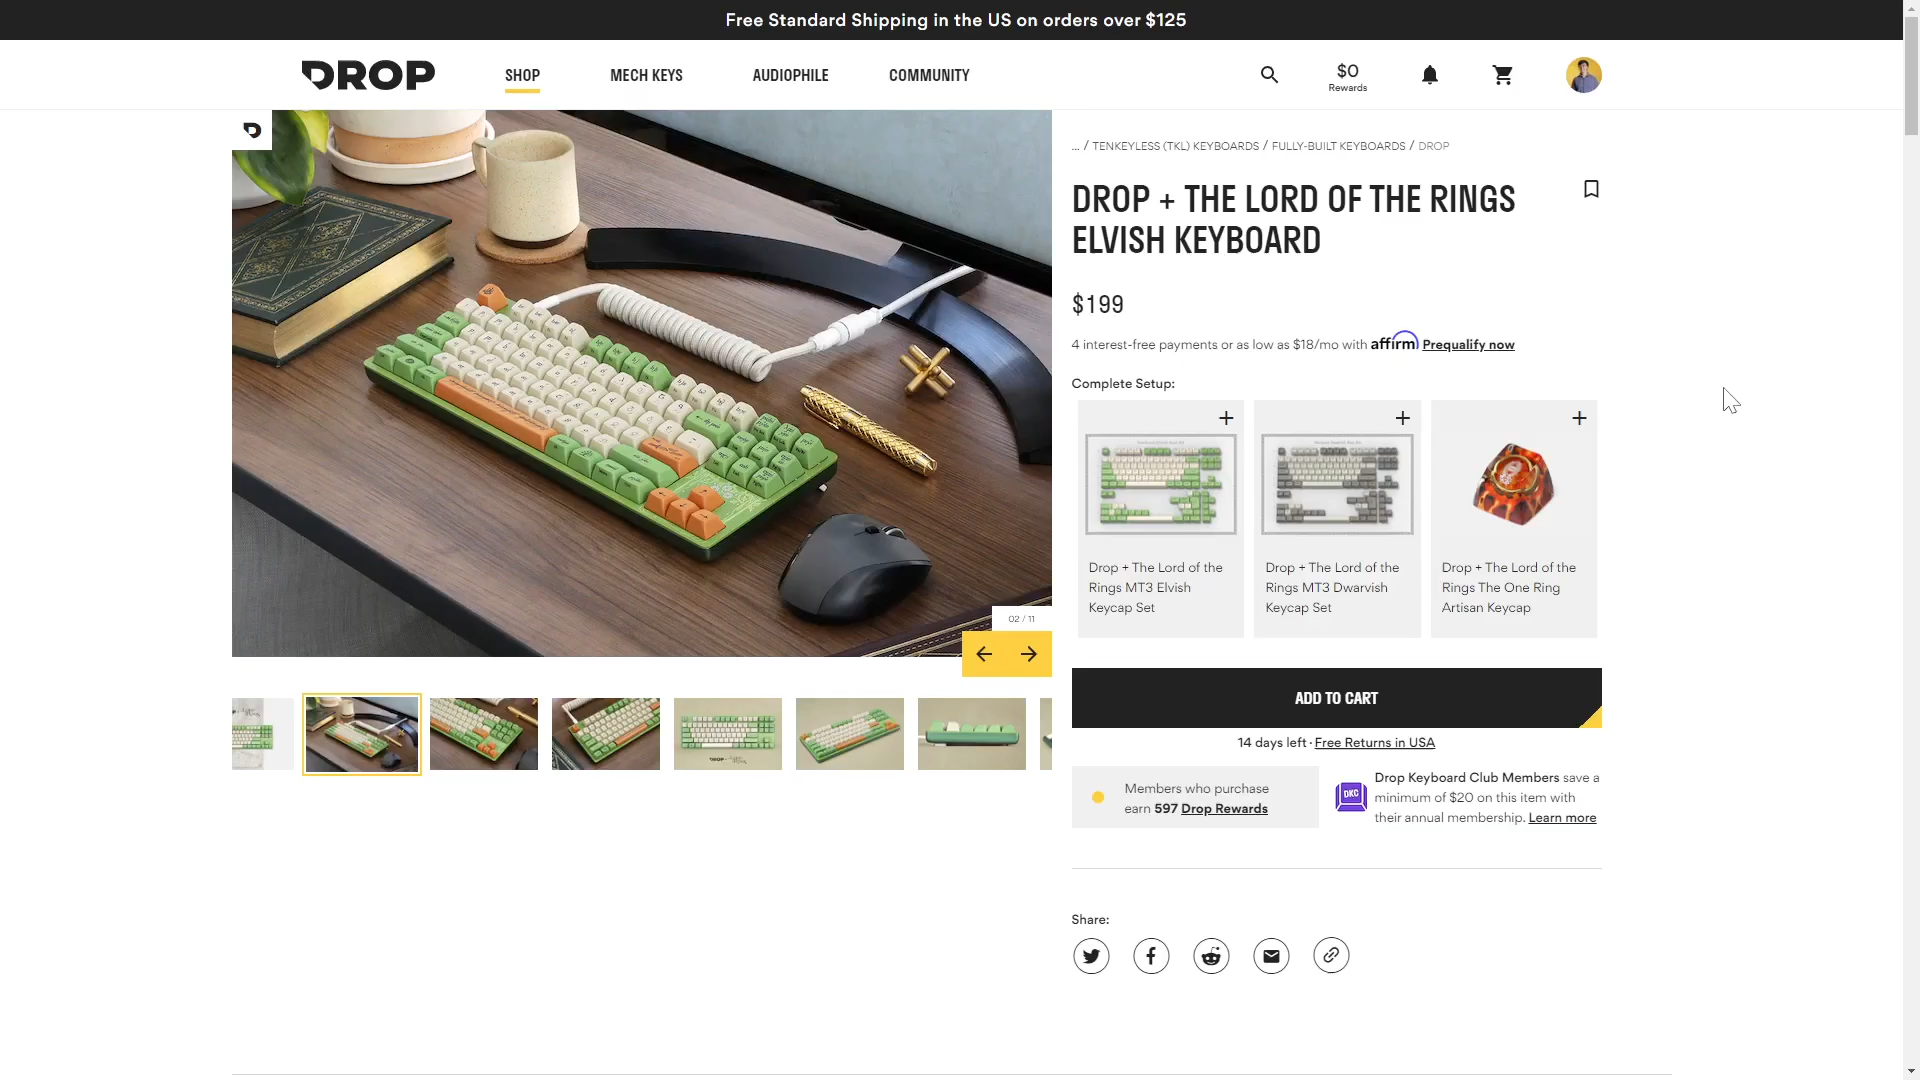 Free Standard Shipping in the US on orders over $125
DROP
SHOP
MECH KEYS
AUDIOPHILE
COMMUNITY
$0
Rewards
... / TENKEYLESS (TKL) KEYBOARDS / FULLY-BUILT KEYBOARDS / DROP
DROP + THE LORD OF THE RINGS
ELVISH KEYBOARD
$199
4 interest-free payments or as low as $18/mo with affirm Prequalify now
Complete Setup:
Drop + The Lord of the
Rings MT3 Elvish
Keycap Set
Drop + The Lord of the
Rings MT3 Dwarvish
Keycap Set
Drop + The Lord of the
Rings The One Ring
Artisan Keycap
02 / 11
ADD TO CART
14 days left · Free Returns in USA
Members who purchase
earn 597 Drop Rewards
DKC
Drop Keyboard Club Members save a
minimum of $20 on this item with
their annual membership. Learn more
Share: